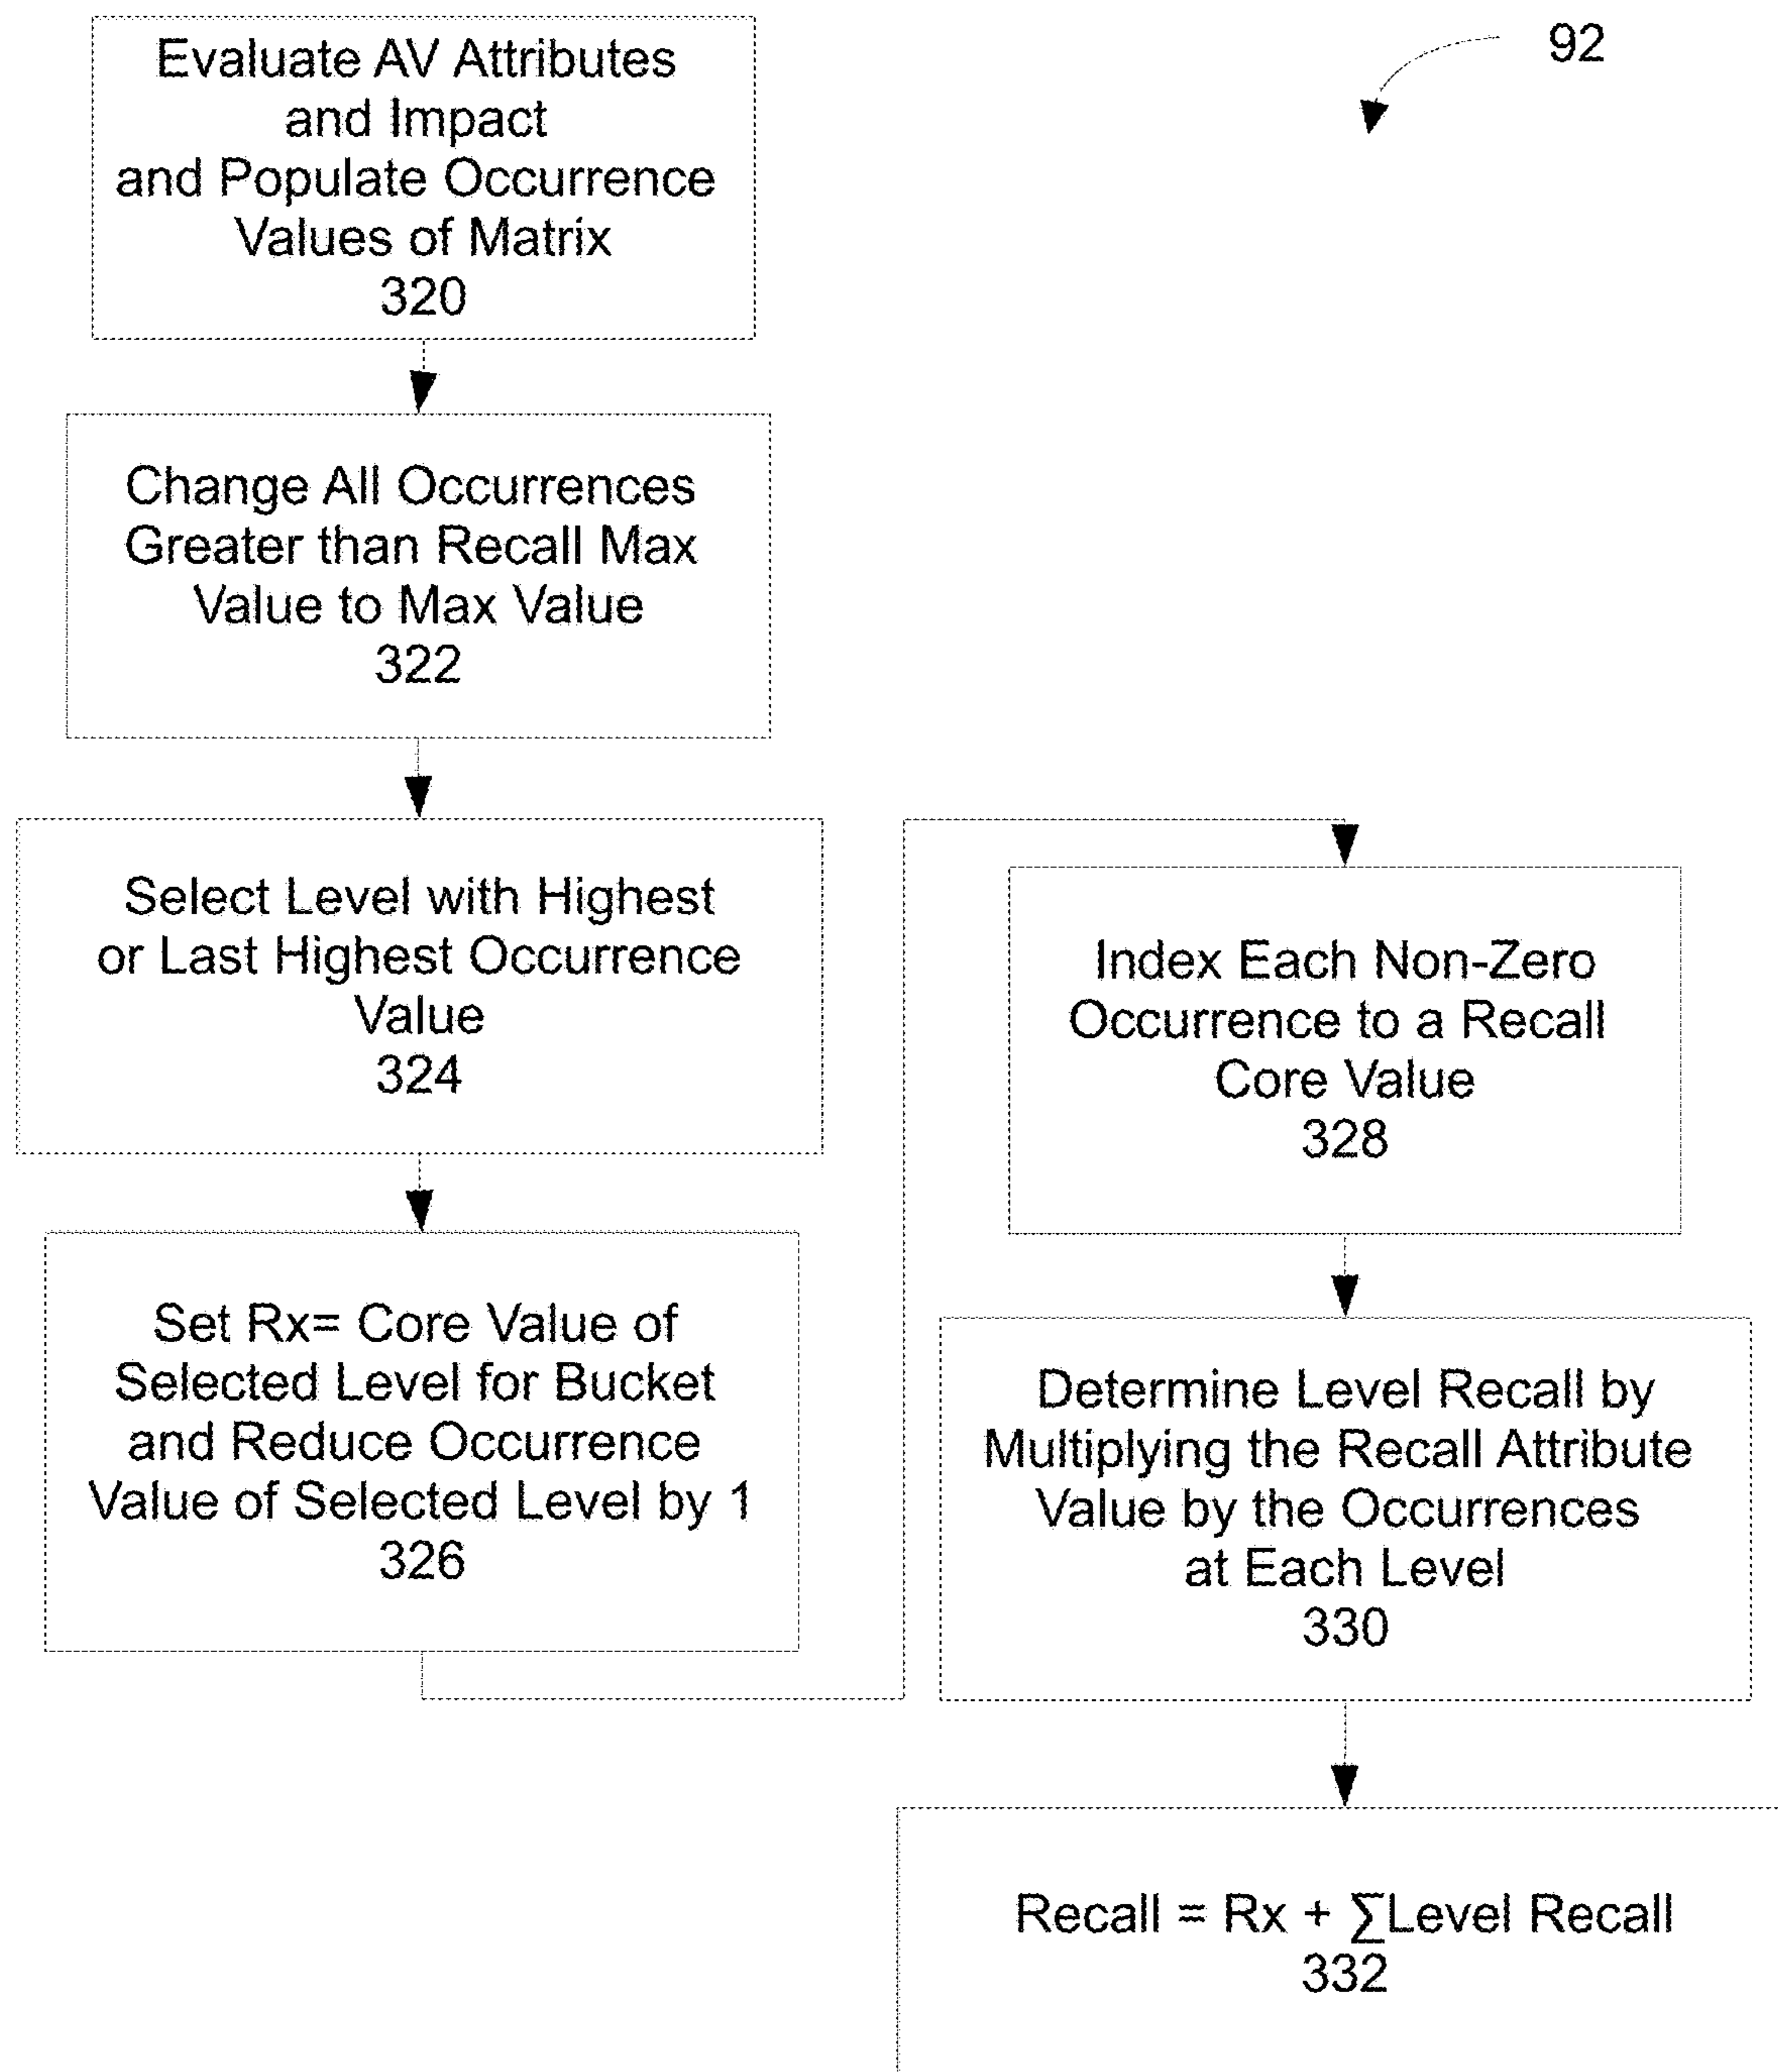 92
Evaluate AV Attributes
and Impact
and Populate Occurrence
Values of Matrix
320
Change All Occurrences
Greater than Recall Max
Value to Max Value
322
Select Level with Highest
or Last Highest Occurrence
Value
324
Set Rx= Core Value of
Selected Level for Bucket
and Reduce Occurrence
Value of Selected Level by 1
326
Index Each Non-Zero
Occurrence to a Recall
Core Value
328
Determine Level Recall by
Multiplying the Recall Attribute
Value by the Occurrences
at Each Level
330
Recall = Rx + ∑Level Recall
332